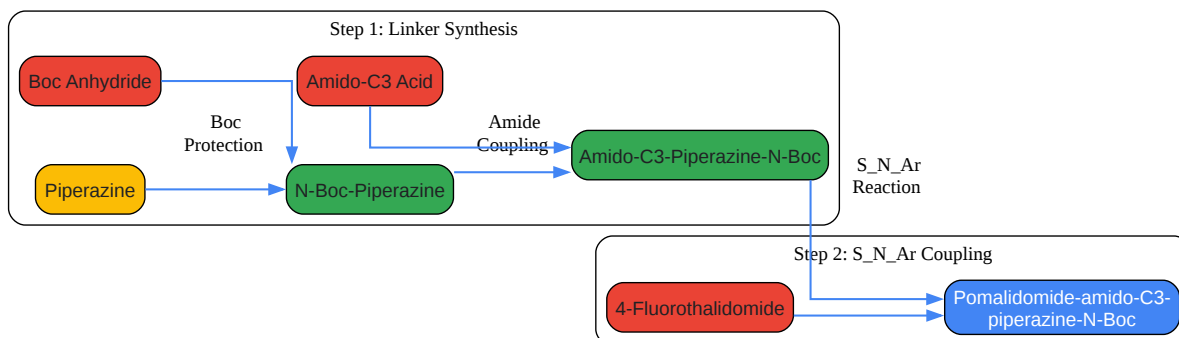 Step 1: Linker Synthesis
Boc Anhydride
Amido-C3 Acid
Boc
Protection
Amide
Coupling
Amido-C3-Piperazine-N-Boc
Piperazine
N-Boc-Piperazine
S_N_Ar
Reaction
Step 2: S_N_Ar Coupling
4-Fluorothalidomide
Pomalidomide-amido-C3-
piperazine-N-Boc